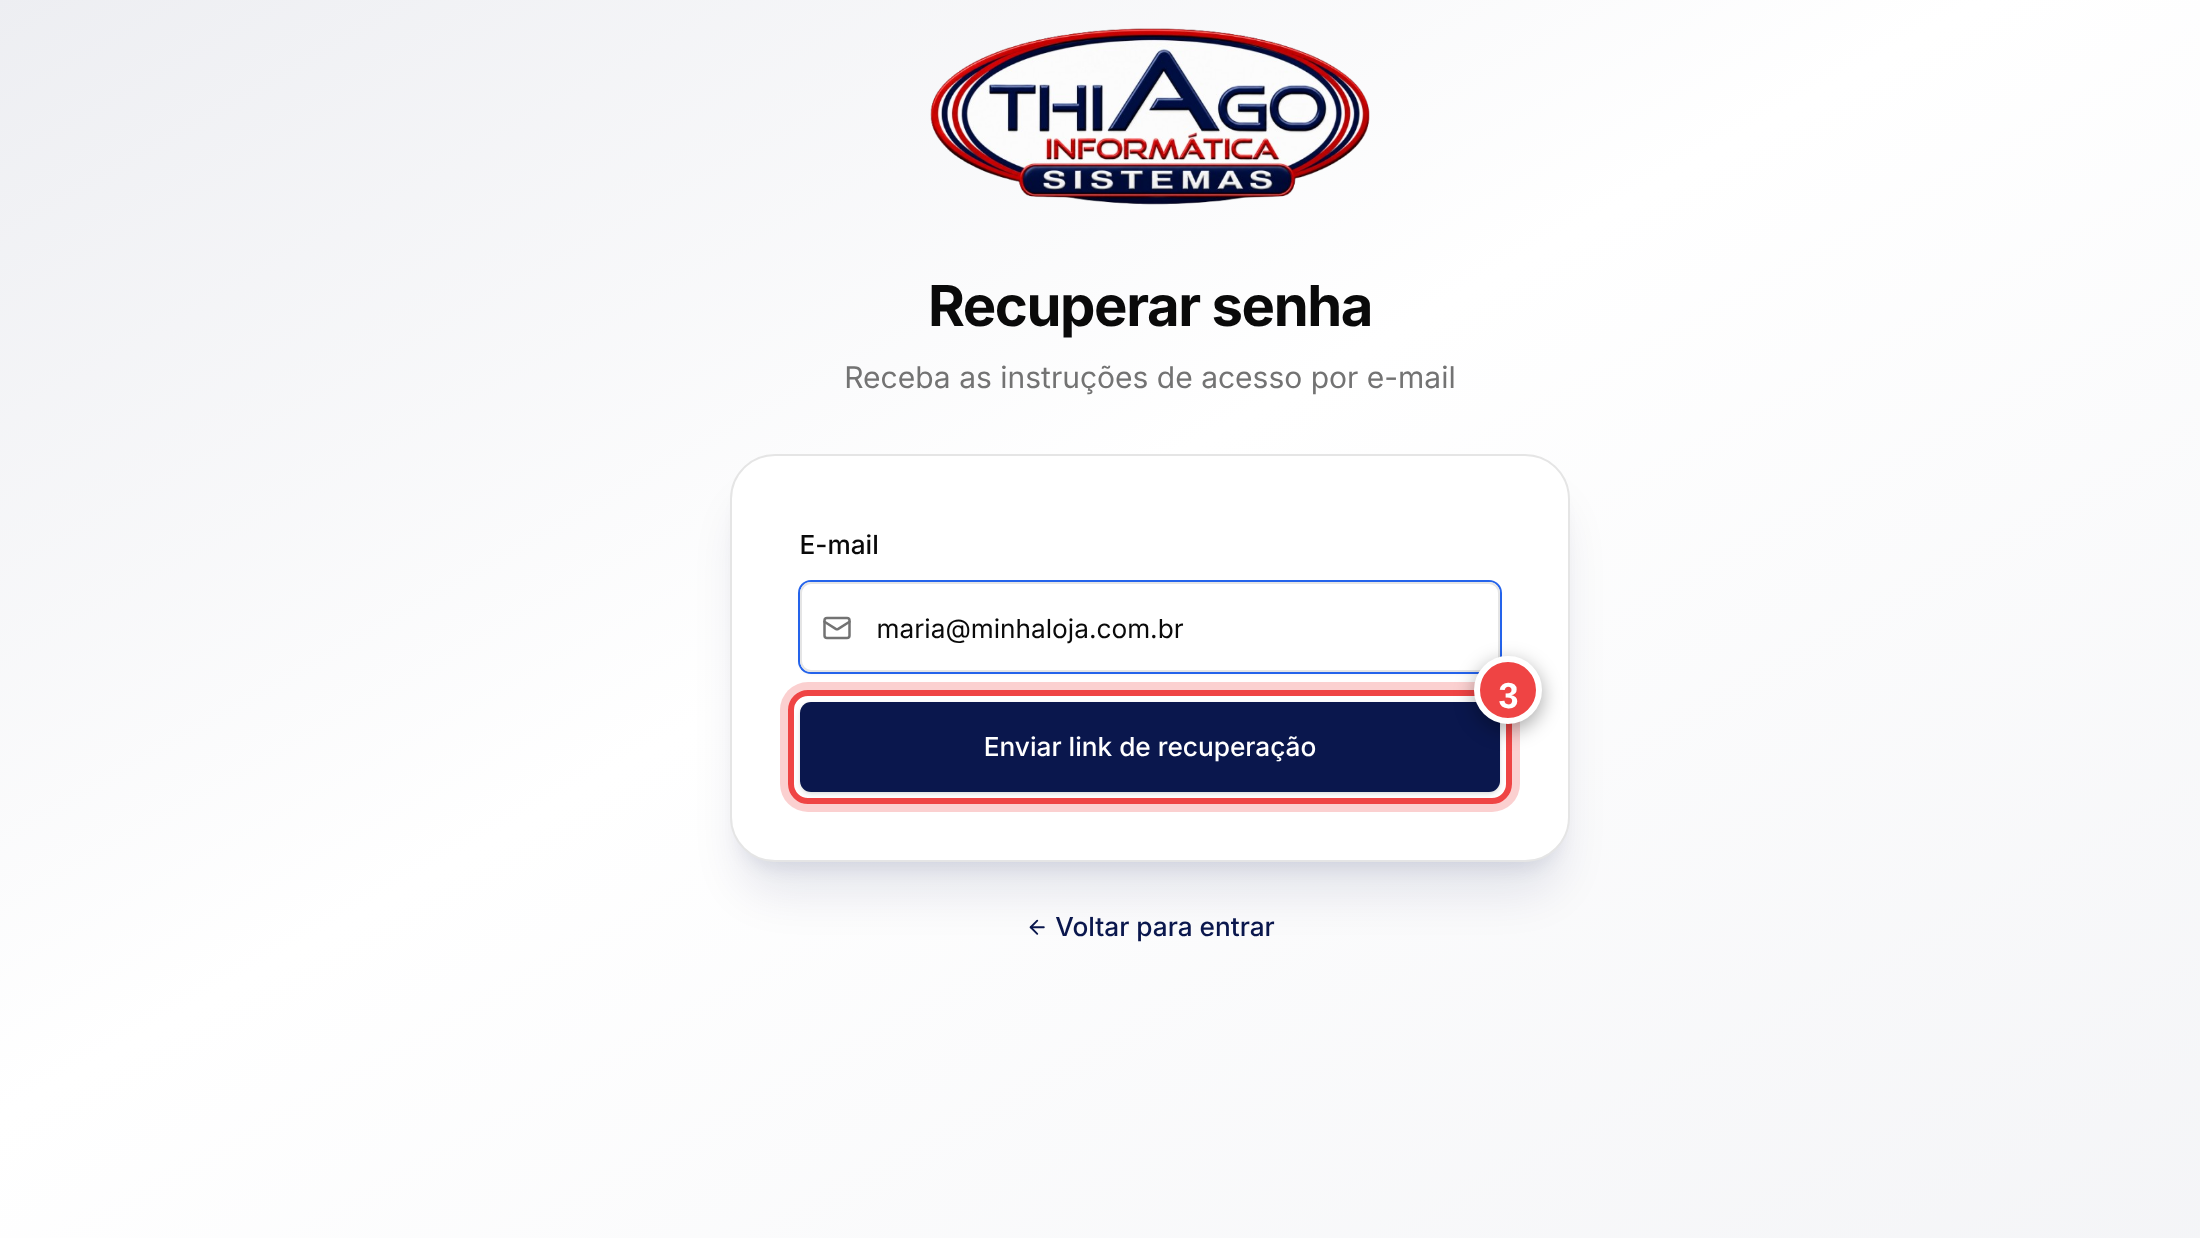 THIAGO
INFORMÁTICA
SISTEMAS
Recuperar senha
Receba as instruções de acesso por e-mail
E-mail
maria@minhaloja.com.br
3
Enviar link de recuperação
← Voltar para entrar